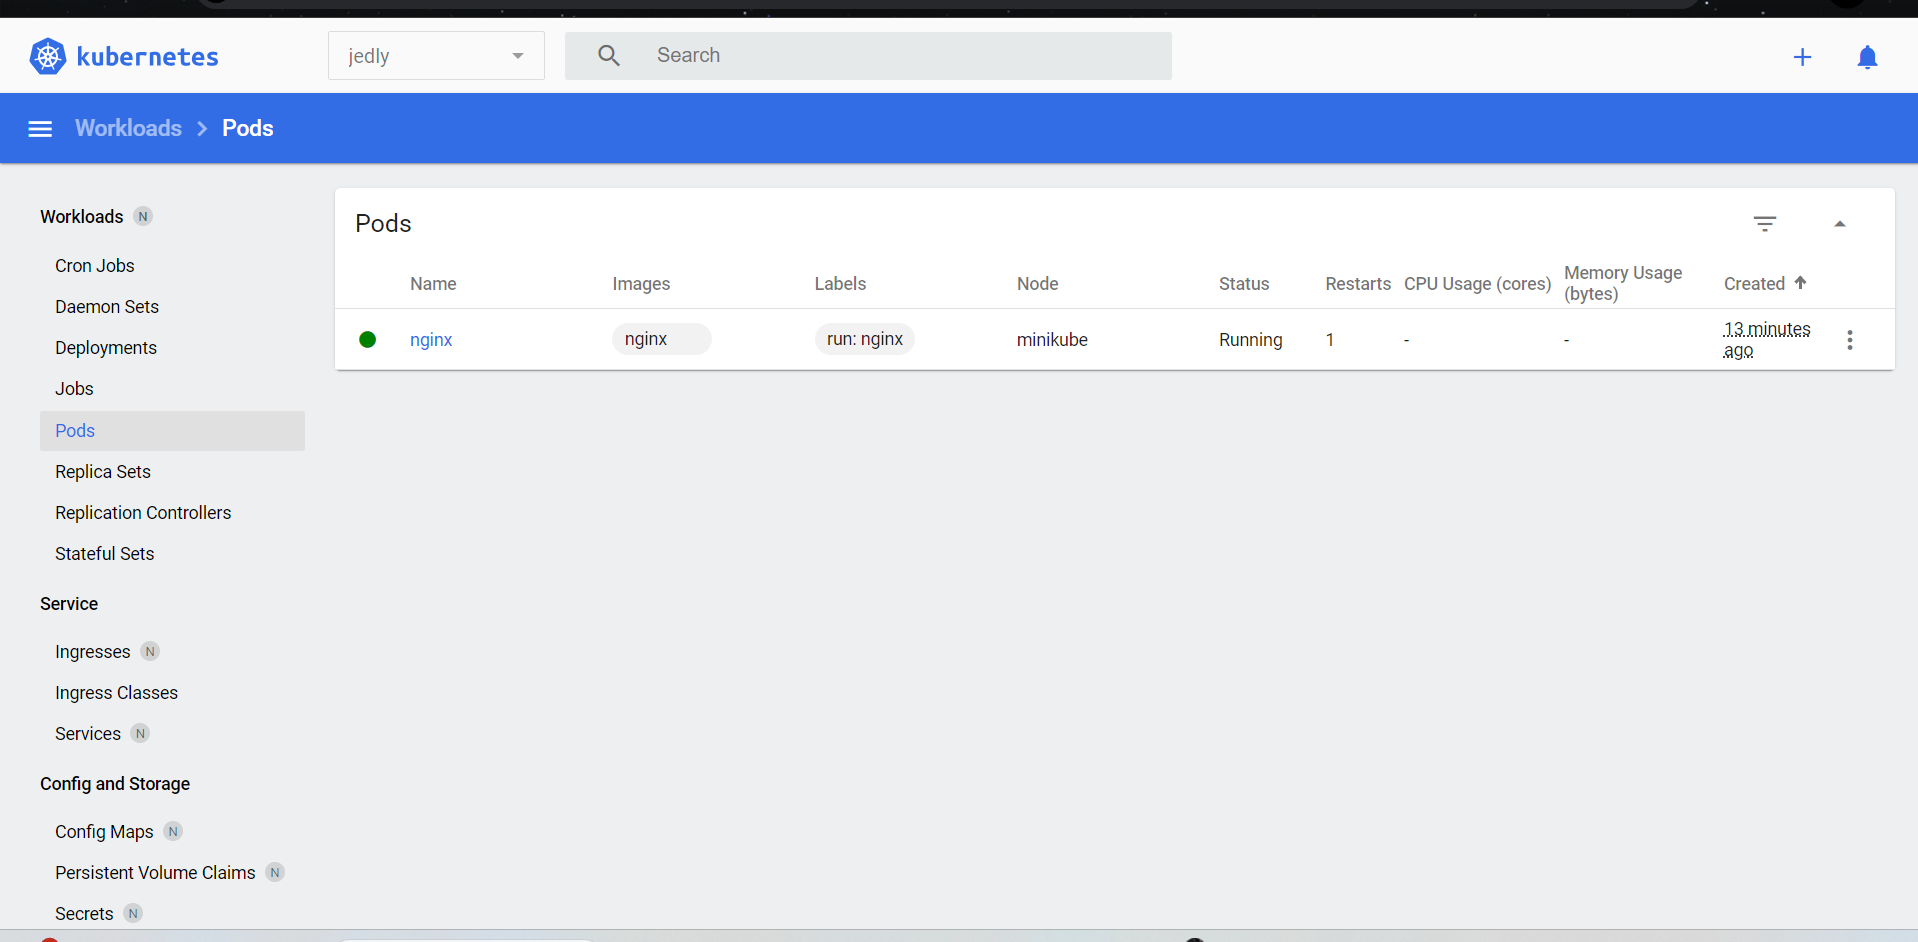 kubernetes
jedly
Search
Workloads > Pods
Workloads N
Cron Jobs
Daemon Sets
Deployments
Jobs
Pods
Replica Sets
Replication Controllers
Stateful Sets
Service
Ingresses N
Ingress Classes
Services N
Config and Storage
Config Maps N
Persistent Volume Claims N
Secrets N
Pods
Name Images Labels Node Status Restarts CPU Usage (cores) Memory Usage (bytes) Created
nginx nginx run: nginx minikube Running 1 - - 13 minutes ago